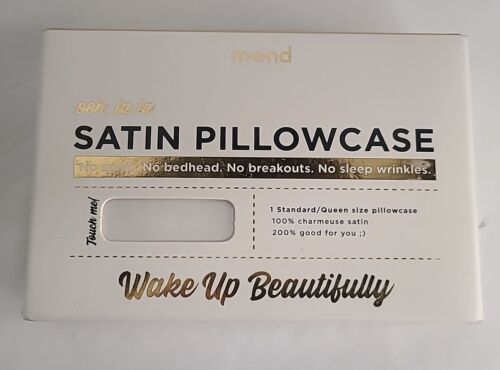 mend
ooh la la
SATIN PILLOWCASE
No bedhead. No breakouts. No sleep wrinkles.
Touch me!
1 Standard/Queen size pillowcase
100% charmeuse satin
200% good for you ;)
Wake Up Beautifully